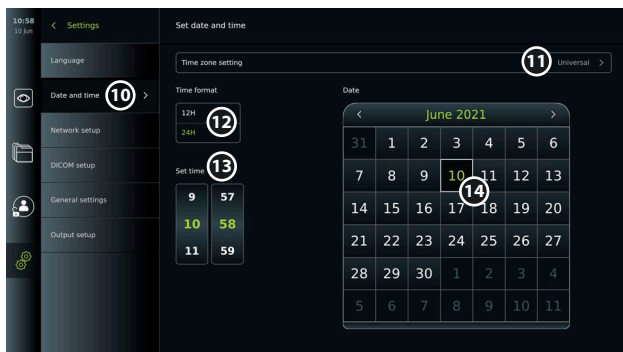 10:58
10 Jun
Settings
Language
Date and time 10
Network setup
DICOM setup
General settings
Output setup
Set date and time
Time zone setting 11 Universal
Time format
12H
24H
12
Set time 13
9 57
10 58
11 59
Date
June 2021
31 1 2 3 4 5 6
7 8 9 10 11 12 13
14
14 15 16 17 18 19 20
21 22 23 24 25 26 27
28 29 30 1 2 3 4
5 6 7 8 9 10 11